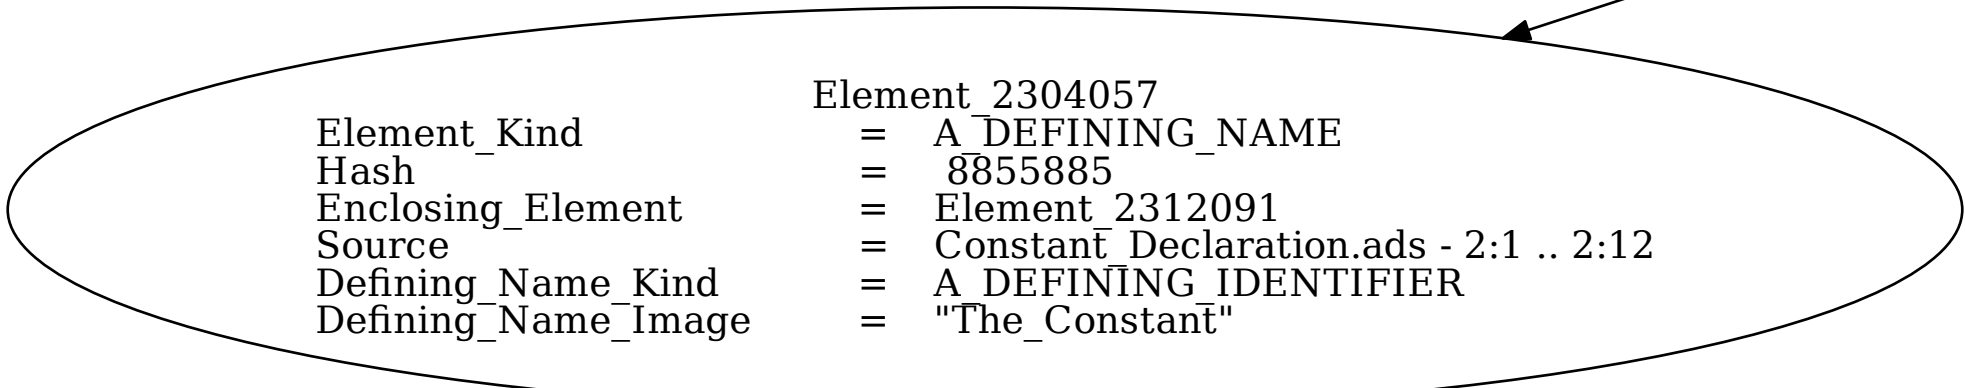 Element_2304057
Element_Kind = A_DEFINING_NAME
Hash = 8855885
Enclosing_Element = Element_2312091
Source = Constant_Declaration.ads - 2:1 .. 2:12
Defining_Name_Kind = A_DEFINING_IDENTIFIER
Defining_Name_Image = "The_Constant"